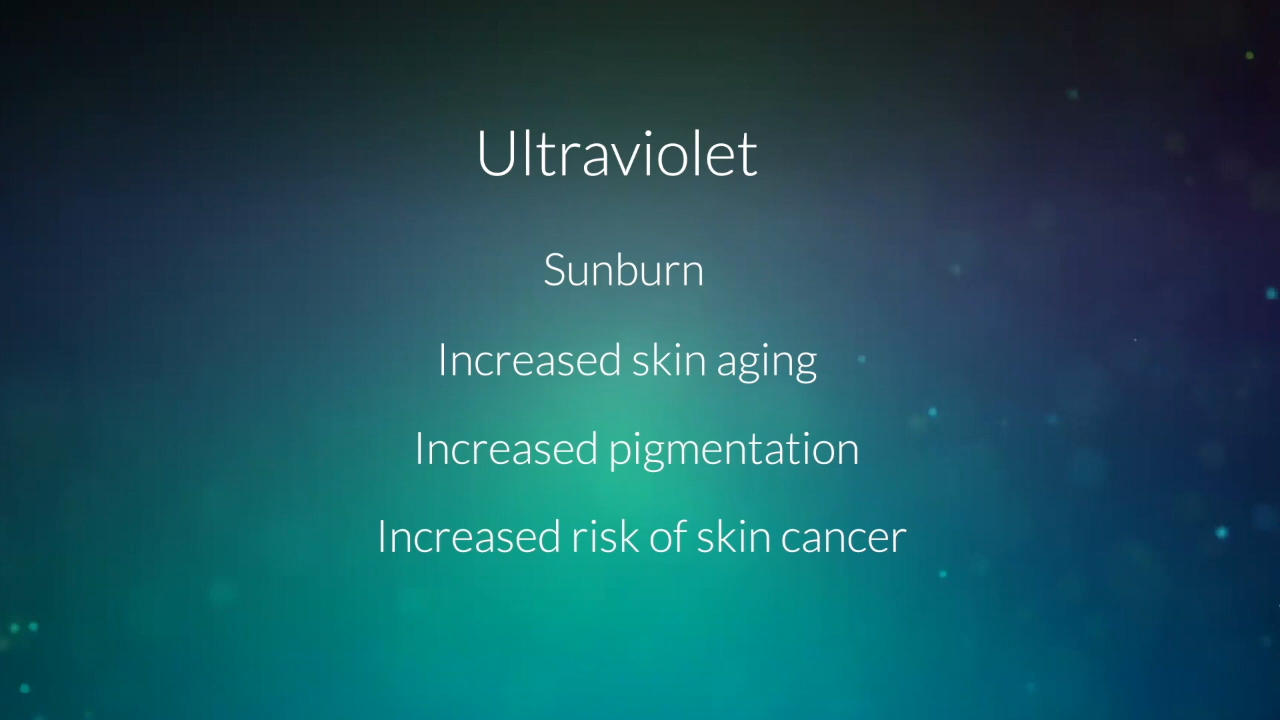 Ultraviolet
Sunburn
Increased skin aging
Increased pigmentation
Increased risk of skin cancer